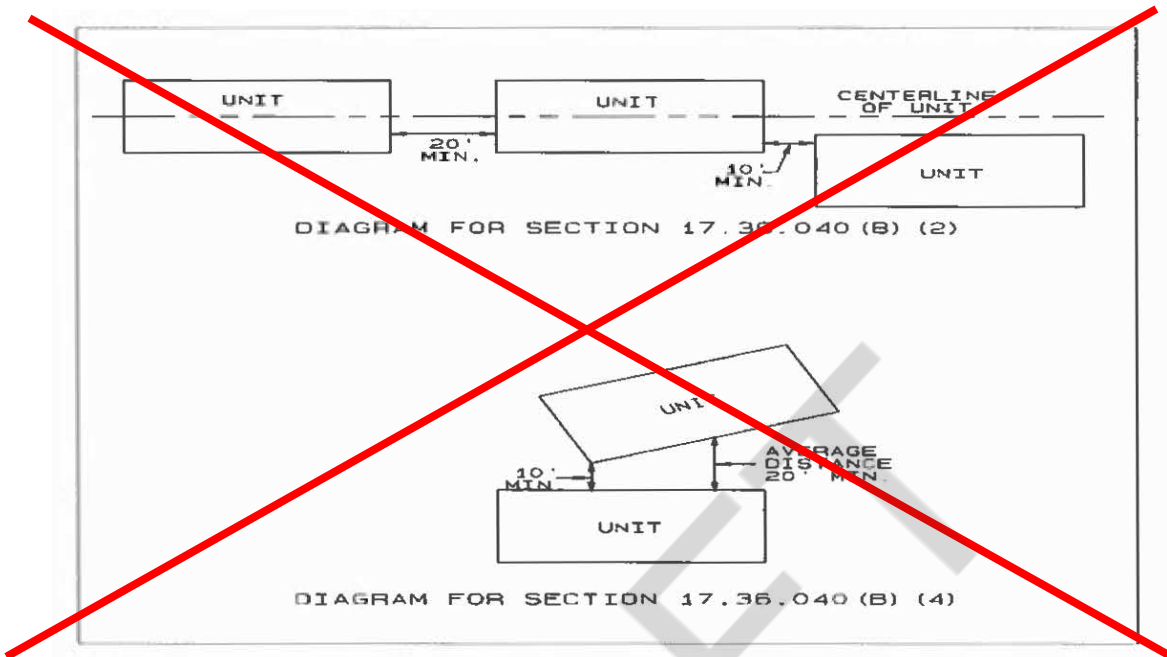 UNIT
UNIT
CENTERLINE
OF UNIT
20'
MIN.
10'
MIN.
UNIT
DIAGRAM FOR SECTION 17.36.040 (B) (2)
UNIT
AVERAGE
DISTANCE
20' MIN.
10'
MIN.
UNIT
DIAGRAM FOR SECTION 17.36.040 (B) (4)